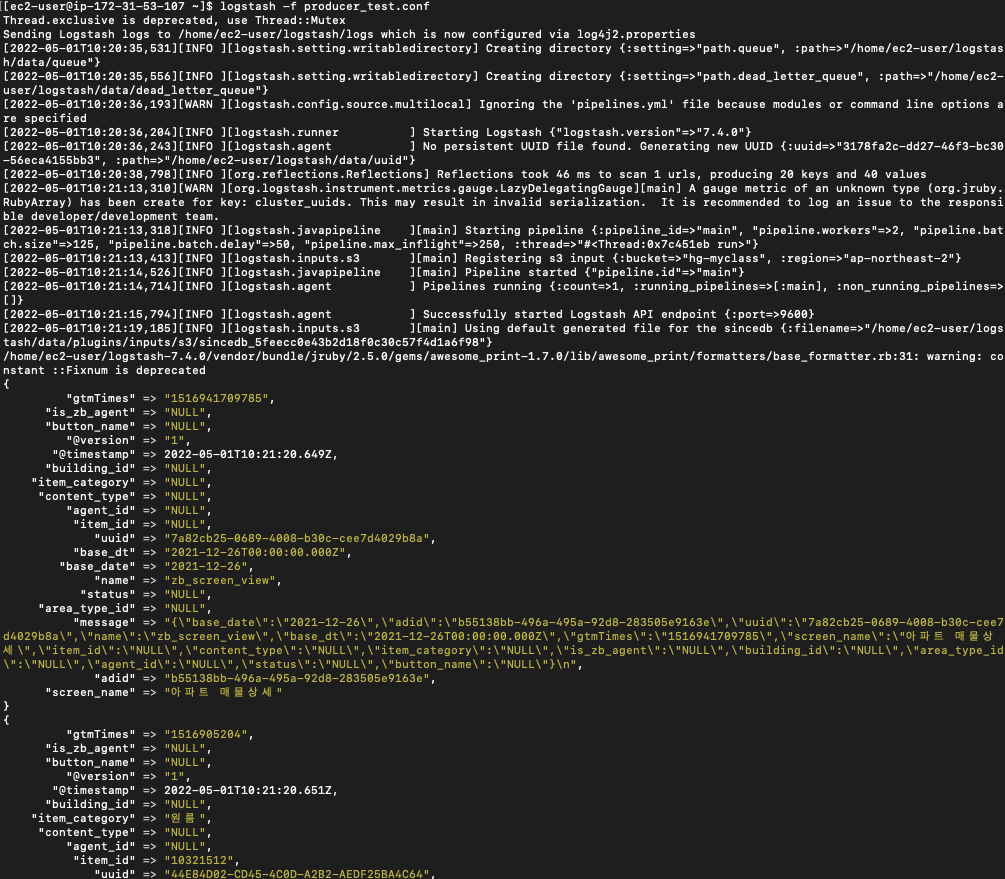 [[ec2-user@ip-172-31-53-107 ~]$ logstash -f producer_test.conf
Thread.exclusive is deprecated, use Thread::Mutex
Sending Logstash logs to /home/ec2-user/logstash/logs which is now configured via log4j2.properties
[2022-05-01T10:20:35,531][INFO ][logstash.setting.writabledirectory] Creating directory {:setting=>"path.queue", :path=>"/home/ec2-user/logstas
h/data/queue"}
[2022-05-01T10:20:35,556][INFO ][logstash.setting.writabledirectory] Creating directory {:setting=>"path.dead_letter_queue", :path=>"/home/ec2-
user/logstash/data/dead_letter_queue"}
[2022-05-01T10:20:36,193][WARN ][logstash.config.source.multilocal] Ignoring the 'pipelines.yml' file because modules or command line options a
re specified
[2022-05-01T10:20:36,204][INFO ][logstash.runner          ] Starting Logstash {"logstash.version"=>"7.4.0"}
[2022-05-01T10:20:36,243][INFO ][logstash.agent           ] No persistent UUID file found. Generating new UUID {:uuid=>"3178fa2c-dd27-46f3-bc30
-56eca4155bb3", :path=>"/home/ec2-user/logstash/data/uuid"}
[2022-05-01T10:20:38,798][INFO ][org.reflections.Reflections] Reflections took 46 ms to scan 1 urls, producing 20 keys and 40 values
[2022-05-01T10:21:13,310][WARN ][org.logstash.instrument.metrics.gauge.LazyDelegatingGauge][main] A gauge metric of an unknown type (org.jruby.
RubyArray) has been create for key: cluster_uuids. This may result in invalid serialization.  It is recommended to log an issue to the responsi
ble developer/development team.
[2022-05-01T10:21:13,318][INFO ][logstash.javapipeline    ][main] Starting pipeline {:pipeline_id=>"main", "pipeline.workers"=>2, "pipeline.bat
ch.size"=>125, "pipeline.batch.delay"=>50, "pipeline.max_inflight"=>250, :thread=>"#<Thread:0x7c451eb run>"}
[2022-05-01T10:21:13,413][INFO ][logstash.inputs.s3       ][main] Registering s3 input {:bucket=>"hg-myclass", :region=>"ap-northeast-2"}
[2022-05-01T10:21:14,526][INFO ][logstash.javapipeline    ][main] Pipeline started {"pipeline.id"=>"main"}
[2022-05-01T10:21:14,714][INFO ][logstash.agent           ] Pipelines running {:count=>1, :running_pipelines=>[:main], :non_running_pipelines=>
[]}
[2022-05-01T10:21:15,794][INFO ][logstash.agent           ] Successfully started Logstash API endpoint {:port=>9600}
[2022-05-01T10:21:19,185][INFO ][logstash.inputs.s3       ][main] Using default generated file for the sincedb {:filename=>"/home/ec2-user/logs
tash/data/plugins/inputs/s3/sincedb_5feecc0e43b2d18f0c30c57f4d1a6f98"}
/home/ec2-user/logstash-7.4.0/vendor/bundle/jruby/2.5.0/gems/awesome_print-1.7.0/lib/awesome_print/formatters/base_formatter.rb:31: warning: co
nstant ::Fixnum is deprecated
{
"gtmTimes" => "1516941709785",
"is_zb_agent" => "NULL",
"button_name" => "NULL",
"@version" => "1",
"@timestamp" => 2022-05-01T10:21:20.649Z,
"building_id" => "NULL",
"item_category" => "NULL",
"content_type" => "NULL",
"agent_id" => "NULL",
"item_id" => "NULL",
"uuid" => "7a82cb25-0689-4008-b30c-cee7d4029b8a",
"base_dt" => "2021-12-26T00:00:00.000Z",
"base_date" => "2021-12-26",
"name" => "zb_screen_view",
"status" => "NULL",
"area_type_id" => "NULL",
"message" => "{\"base_date\":\"2021-12-26\",\"adid\":\"b55138bb-496a-495a-92d8-283505e9163e\",\"uuid\":\"7a82cb25-0689-4008-b30c-cee7
d4029b8a\",\"name\":\"zb_screen_view\",\"base_dt\":\"2021-12-26T00:00:00.000Z\",\"gtmTimes\":\"1516941709785\",\"screen_name\":\"아파트 매물상
세\",\"item_id\":\"NULL\",\"content_type\":\"NULL\",\"item_category\":\"NULL\",\"is_zb_agent\":\"NULL\",\"building_id\":\"NULL\",\"area_type_id
\":\"NULL\",\"agent_id\":\"NULL\",\"status\":\"NULL\",\"button_name\":\"NULL\"}\n",
"adid" => "b55138bb-496a-495a-92d8-283505e9163e",
"screen_name" => "아파트 매물상세"
}
{
"gtmTimes" => "1516905204",
"is_zb_agent" => "NULL",
"button_name" => "NULL",
"@version" => "1",
"@timestamp" => 2022-05-01T10:21:20.651Z,
"building_id" => "NULL",
"item_category" => "원룸",
"content_type" => "NULL",
"agent_id" => "NULL",
"item_id" => "10321512",
"uuid" => "44E84D02-CD45-4C0D-A2B2-AEDF25BA4C64",